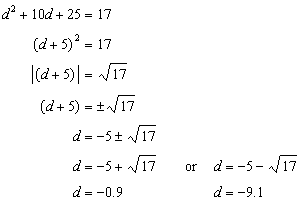 d² + 10d + 25 = 17
(d + 5)² = 17
|(d + 5)| = √17
(d + 5) = ±√17
d = −5 ± √17
d = −5 + √17 or d = −5 − √17
d = −0.9 d = −9.1